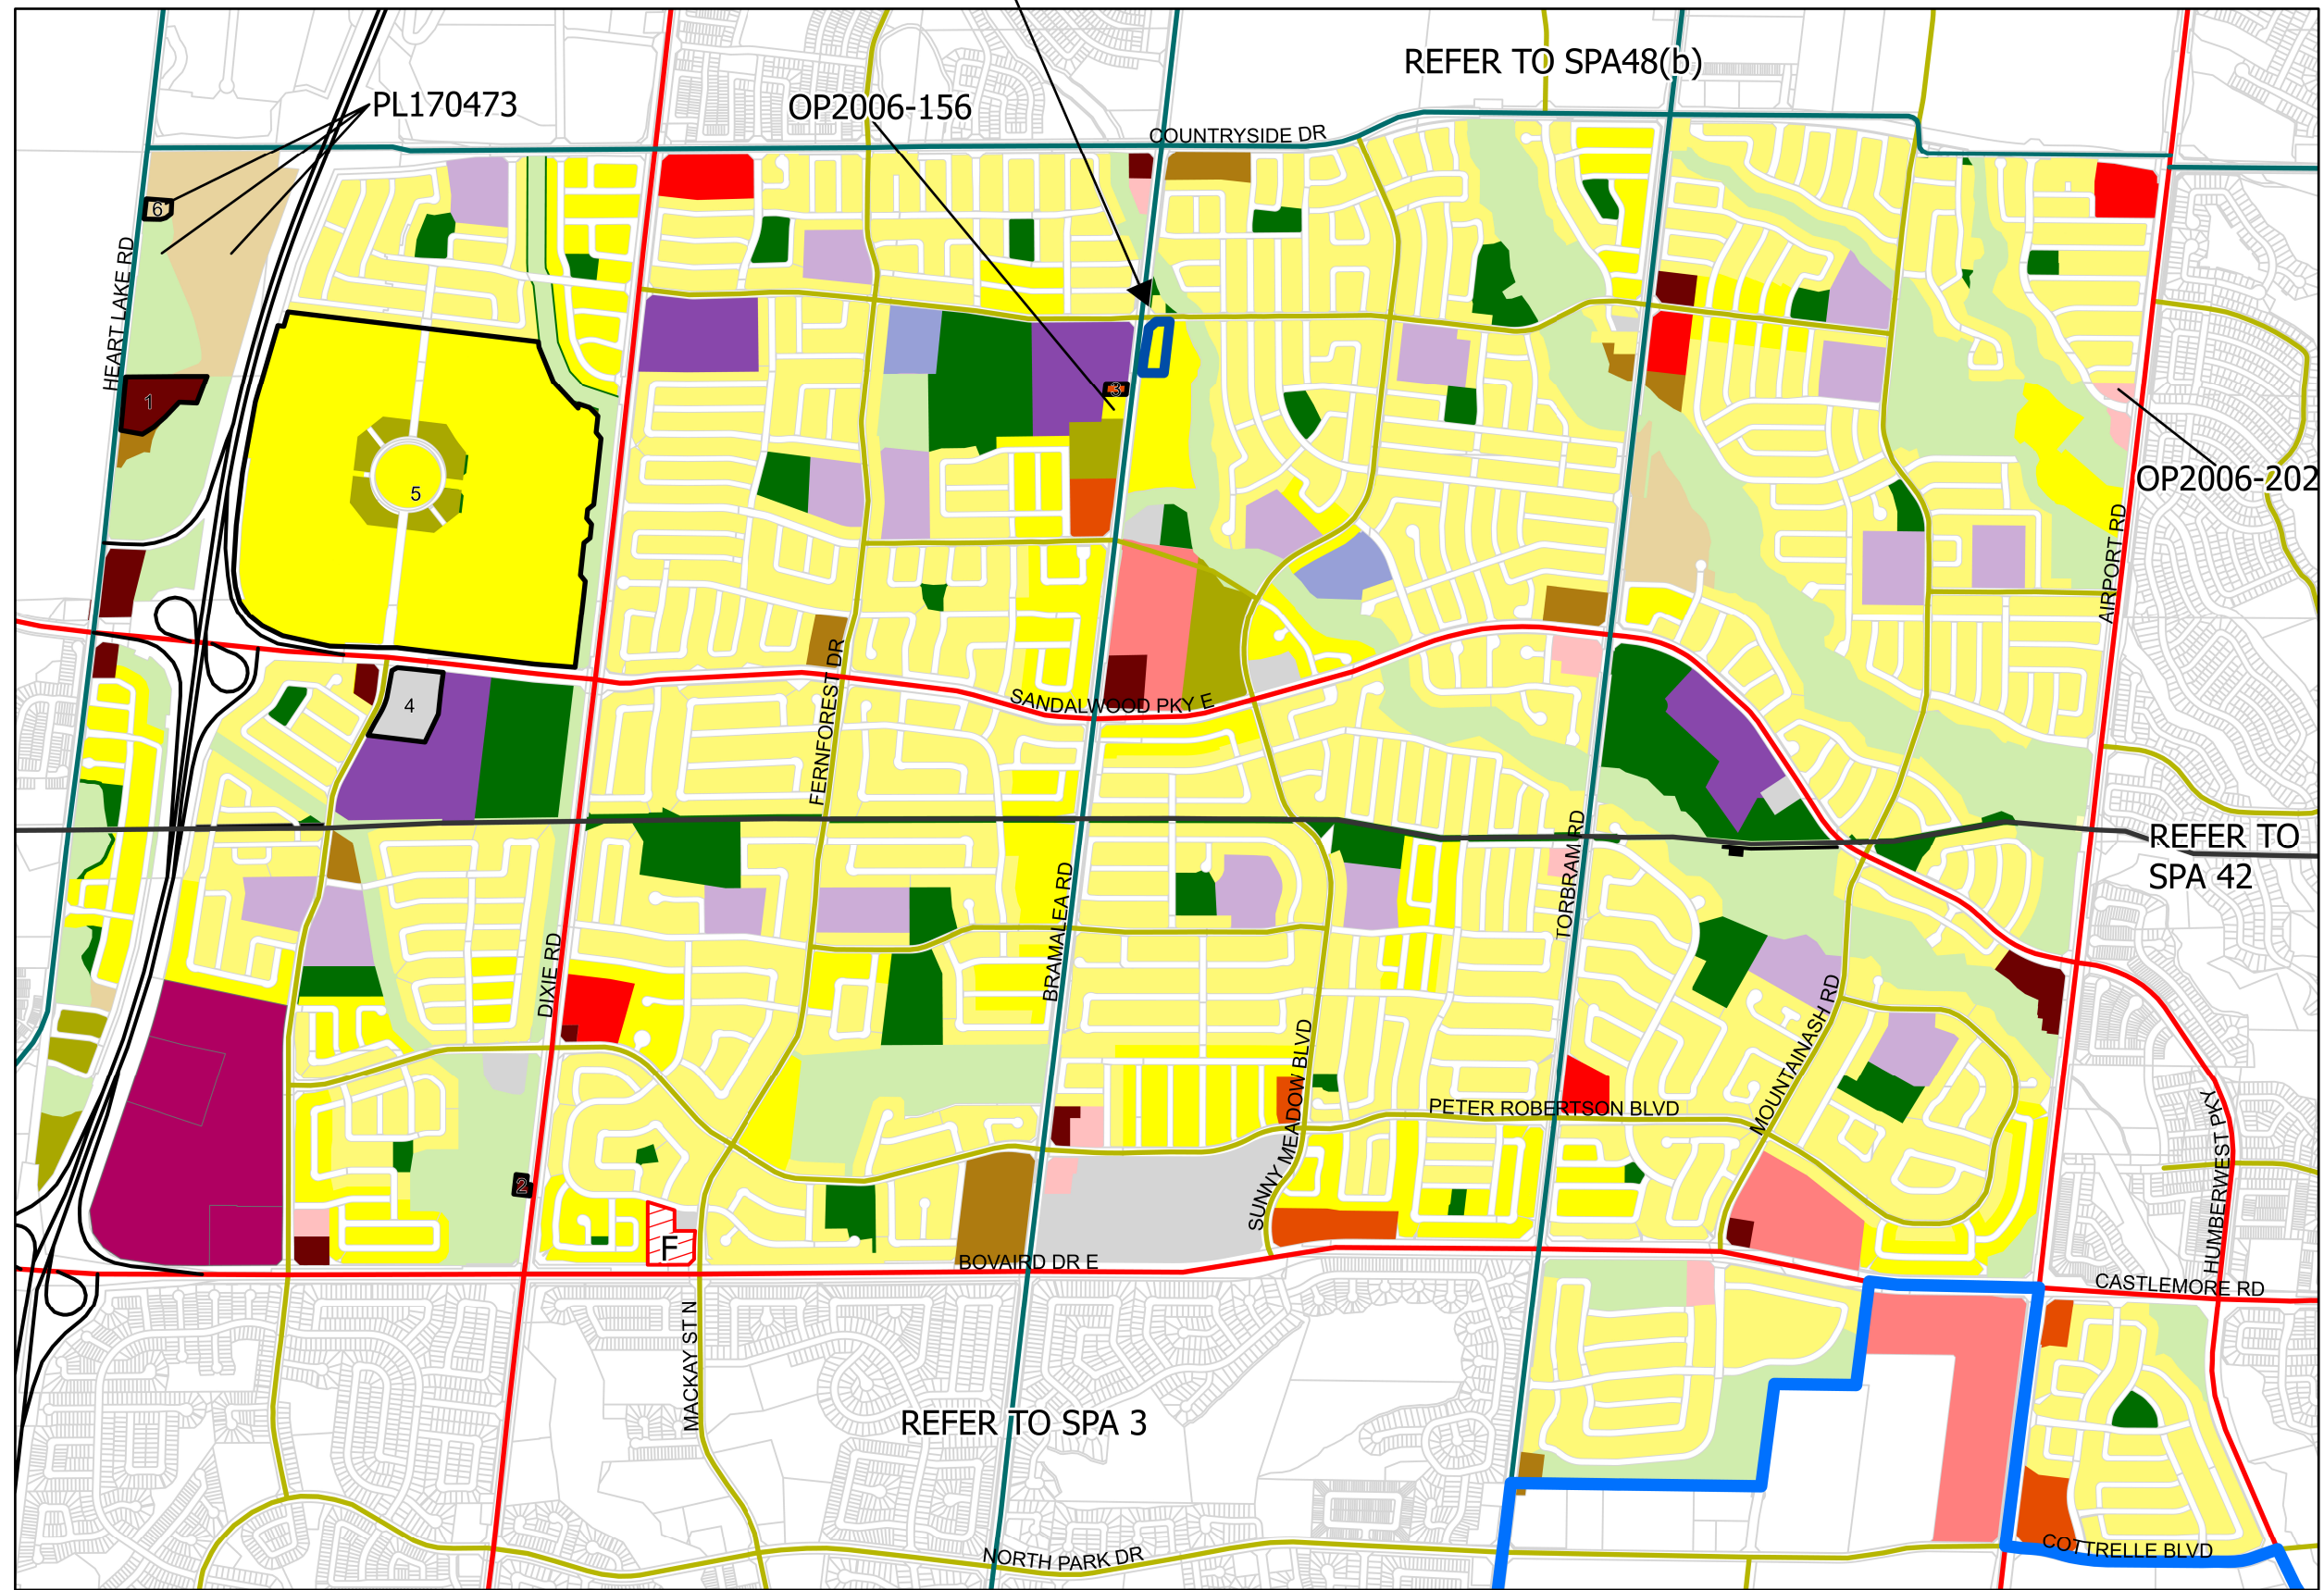 REFER TO SPA48(b)
PL170473
OP2006-156
COUNTRYSIDE DR
6
HEART LAKE RD
3
1
OP2006-202
5
AIRPORT RD
FERNFOREST DR
SANDALWOOD PKY E
4
REFER TO
SPA 42
TORBRAM RD
BRAMALEA RD
DIXIE RD
MOUNTAINASH RD
SUNNY MEADOW BLVD
PETER ROBERTSON BLVD
HUMBERWEST PKY
2
F
BOVAIRD DR E
CASTLEMORE RD
MACKAY ST N
REFER TO SPA 3
NORTH PARK DR
COTTRELLE BLVD